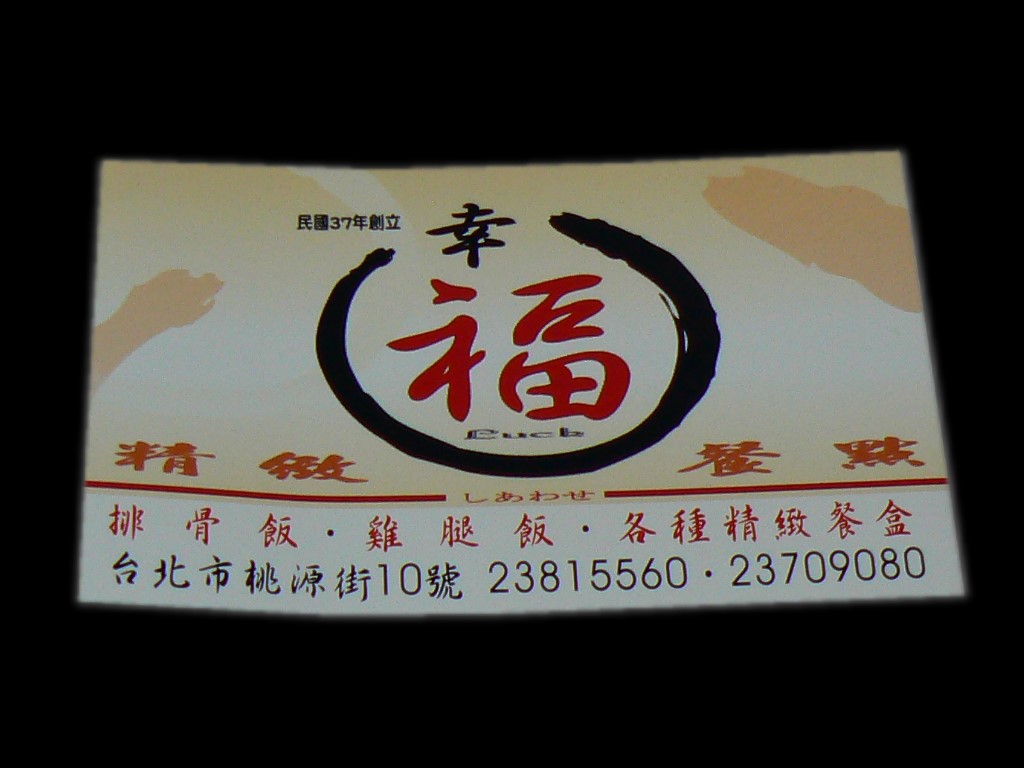 民國37年創立
幸
福
Luck
精緻 餐點
しあわせ
排骨飯・雞腿飯・各種精緻餐盒
台北市桃源街10號 23815560・23709080